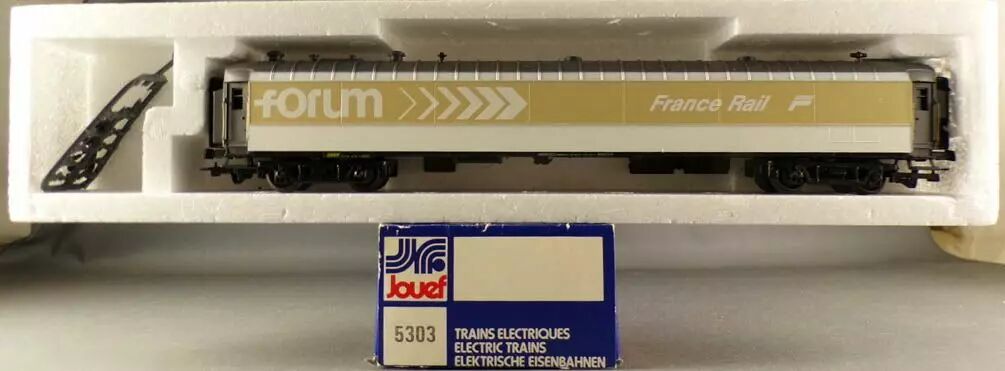 forum
France Rail F
Jouef
5303
TRAINS ELECTRIQUES
ELECTRIC TRAINS
ELEKTRISCHE EISENBAHNEN